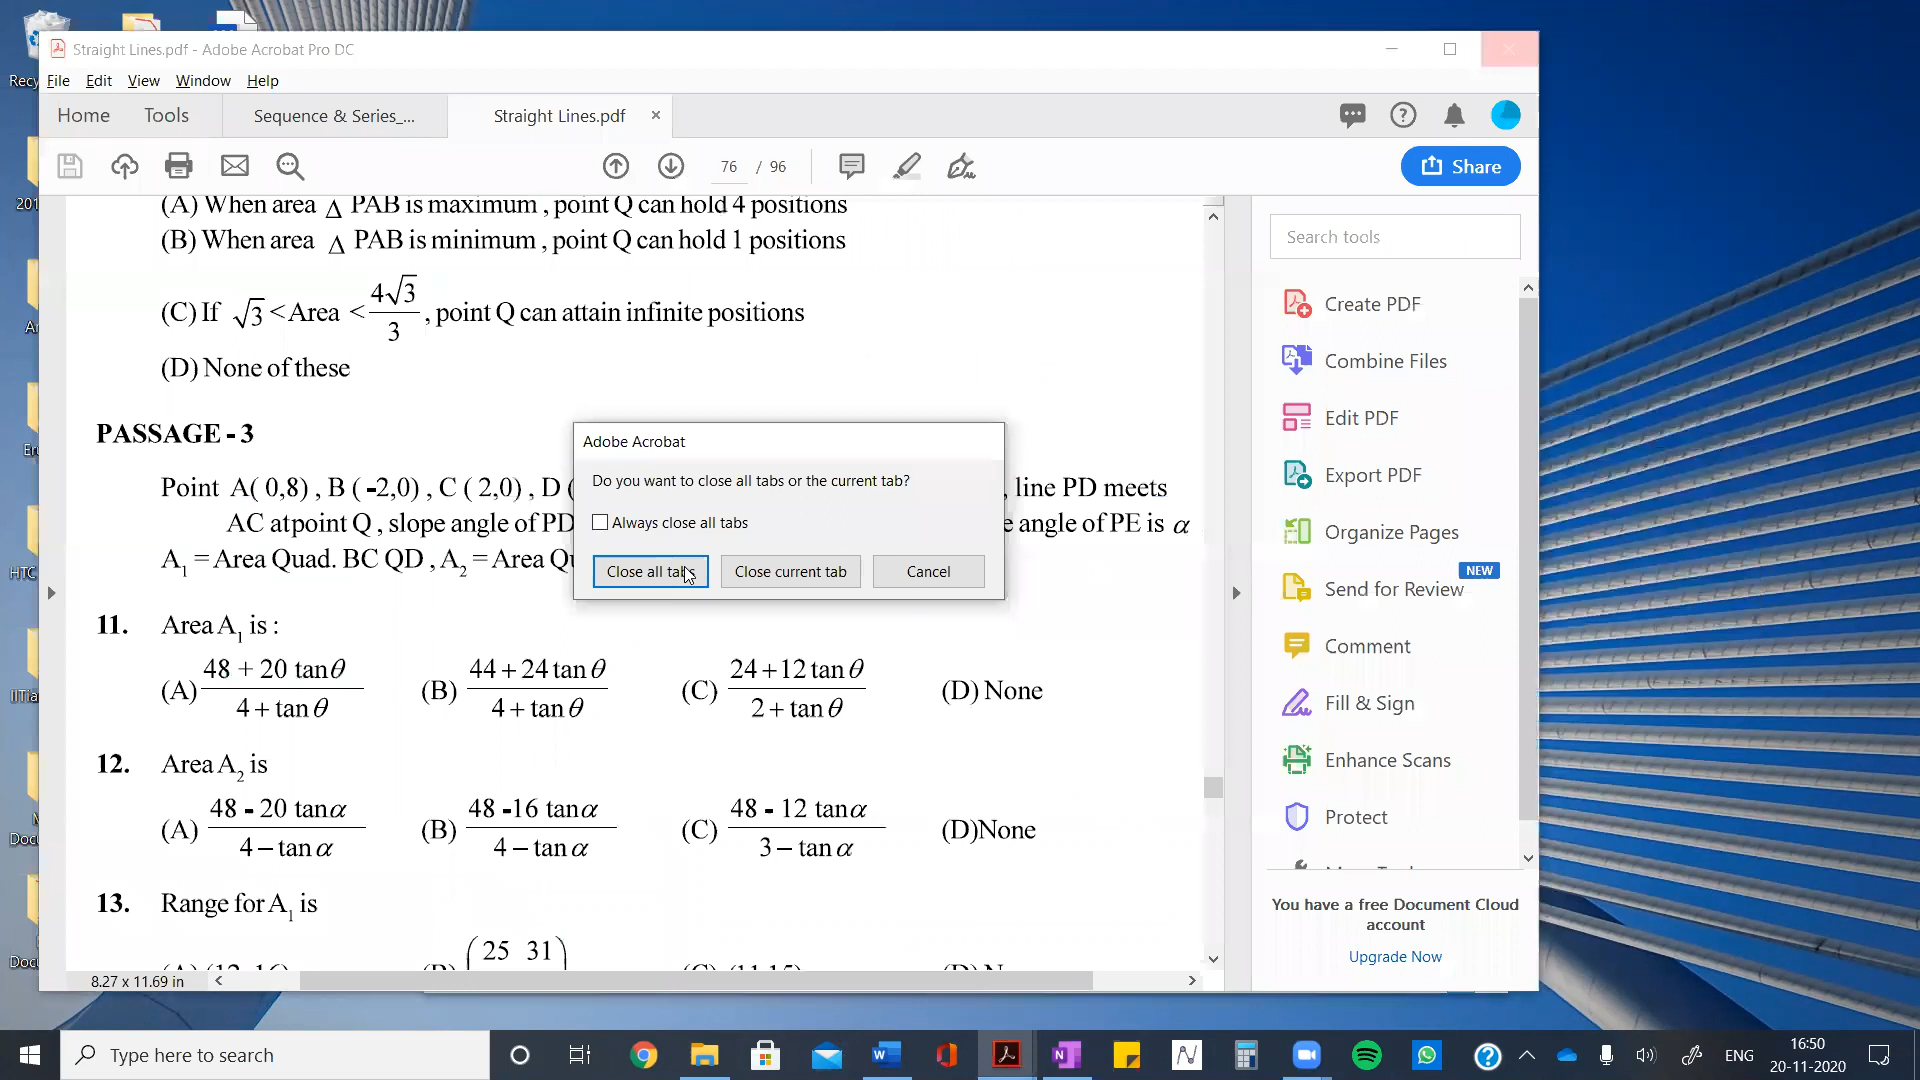 Recy
Straight Lines.pdf - Adobe Acrobat Pro DC
File Edit View Window Help
Home Tools Sequence & Series_... Straight Lines.pdf ×
76 / 96
Share
201
(A) When area △ PAB is maximum, point Q can hold 4 positions
(B) When area △ PAB is minimum, point Q can hold 1 positions
(C) If √3 < Area < 4√3/3, point Q can attain infinite positions
(D) None of these
PASSAGE - 3
Point A( 0,8) , B ( -2,0) , C ( 2,0) , D ( , line PD meets
AC atpoint Q , slope angle of PD e angle of PE is α
A₁ = Area Quad. BC QD , A₂ = Area Qu
Adobe Acrobat
Do you want to close all tabs or the current tab?
Always close all tabs
Close all tabs Close current tab Cancel
11. Area A₁ is :
(A) (48 + 20 tanθ)/(4 + tanθ) (B) (44 + 24 tanθ)/(4 + tanθ) (C) (24 + 12 tanθ)/(2 + tanθ) (D) None
12. Area A₂ is
(A) (48 - 20 tanα)/(4 − tanα) (B) (48 -16 tanα)/(4 − tanα) (C) (48 - 12 tanα)/(3 − tanα) (D)None
13. Range for A₁ is
25 31
8.27 x 11.69 in
Search tools
Create PDF
Combine Files
Edit PDF
Export PDF
Organize Pages
NEW
Send for Review
Comment
Fill & Sign
Enhance Scans
Protect
You have a free Document Cloud
account
Upgrade Now
HTC
IITian
Docu
Docu
Type here to search
ENG
16:50
20-11-2020